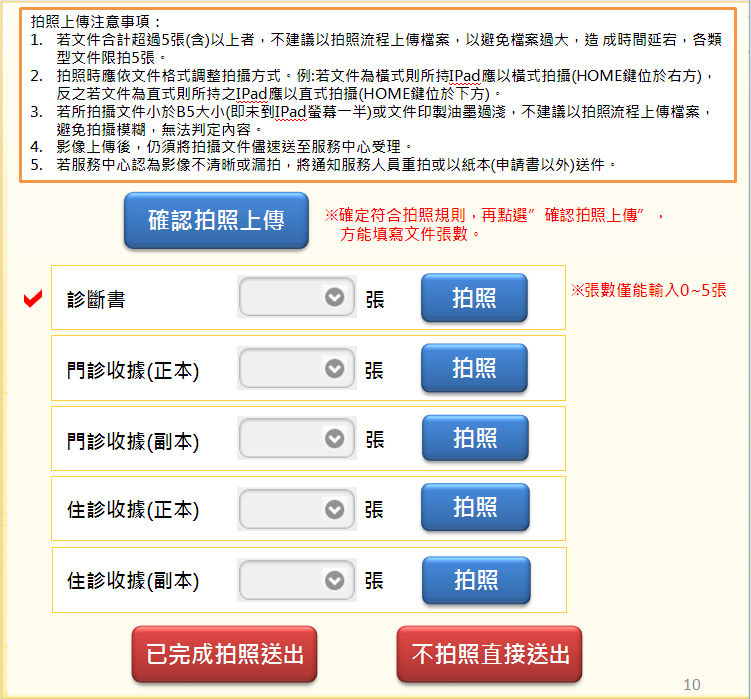 拍照上傳注意事項：
1. 若文件合計超過5張(含)以上者，不建議以拍照流程上傳檔案，以避免檔案過大，造 成時間延宕，各類
型文件限拍5張。
2. 拍照時應依文件格式調整拍攝方式。例:若文件為橫式則所持IPad應以橫式拍攝(HOME鍵位於右方)，
反之若文件為直式則所持之IPad應以直式拍攝(HOME鍵位於下方)。
3. 若所拍攝文件小於B5大小(即未到IPad螢幕一半)或文件印製油墨過淺，不建議以拍照流程上傳檔案，
避免拍攝模糊，無法判定內容。
4. 影像上傳後，仍須將拍攝文件儘速送至服務中心受理。
5. 若服務中心認為影像不清晰或漏拍，將通知服務人員重拍或以紙本(申請書以外)送件。
確認拍照上傳
※確定符合拍照規則，再點選”確認拍照上傳”，
方能填寫文件張數。
診斷書 張 拍照
※張數僅能輸入0~5張
門診收據(正本) 張 拍照
門診收據(副本) 張 拍照
住診收據(正本) 張 拍照
住診收據(副本) 張 拍照
已完成拍照送出 不拍照直接送出
10